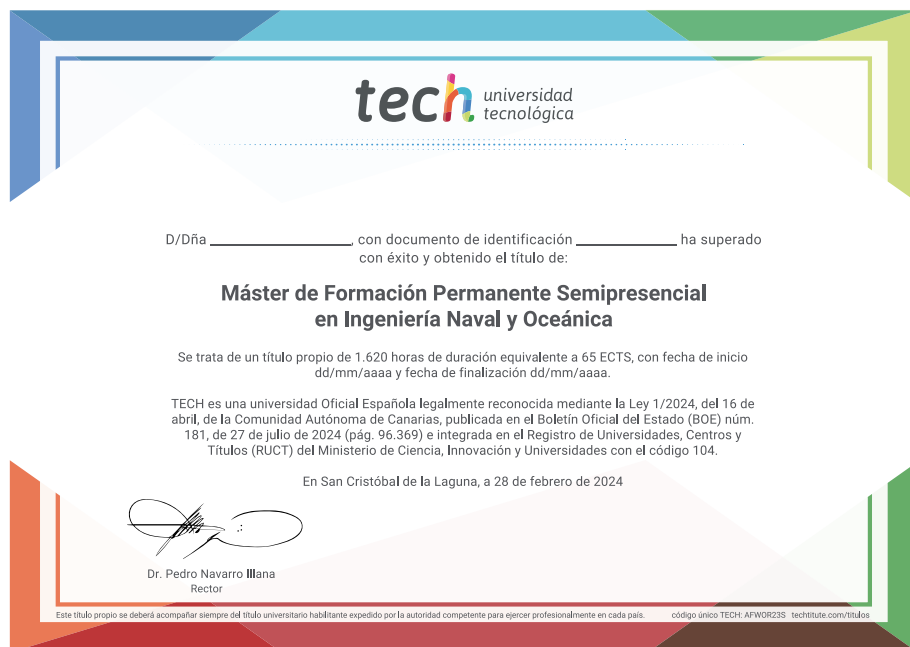 tech universidad
tecnológica
D/Dña ______________, con documento de identificación __________ ha superado
con éxito y obtenido el título de:
Máster de Formación Permanente Semipresencial
en Ingeniería Naval y Oceánica
Se trata de un título propio de 1.620 horas de duración equivalente a 65 ECTS, con fecha de inicio
dd/mm/aaaa y fecha de finalización dd/mm/aaaa.
TECH es una universidad Oficial Española legalmente reconocida mediante la Ley 1/2024, del 16 de
abril, de la Comunidad Autónoma de Canarias, publicada en el Boletín Oficial del Estado (BOE) núm.
181, de 27 de julio de 2024 (pág. 96.369) e integrada en el Registro de Universidades, Centros y
Títulos (RUCT) del Ministerio de Ciencia, Innovación y Universidades con el código 104.
En San Cristóbal de la Laguna, a 28 de febrero de 2024
Dr. Pedro Navarro Illana
Rector
Este título propio se deberá acompañar siempre del título universitario habilitante expedido por la autoridad competente para ejercer profesionalmente en cada país. código único TECH: AFWOR23S techtitute.com/titulos